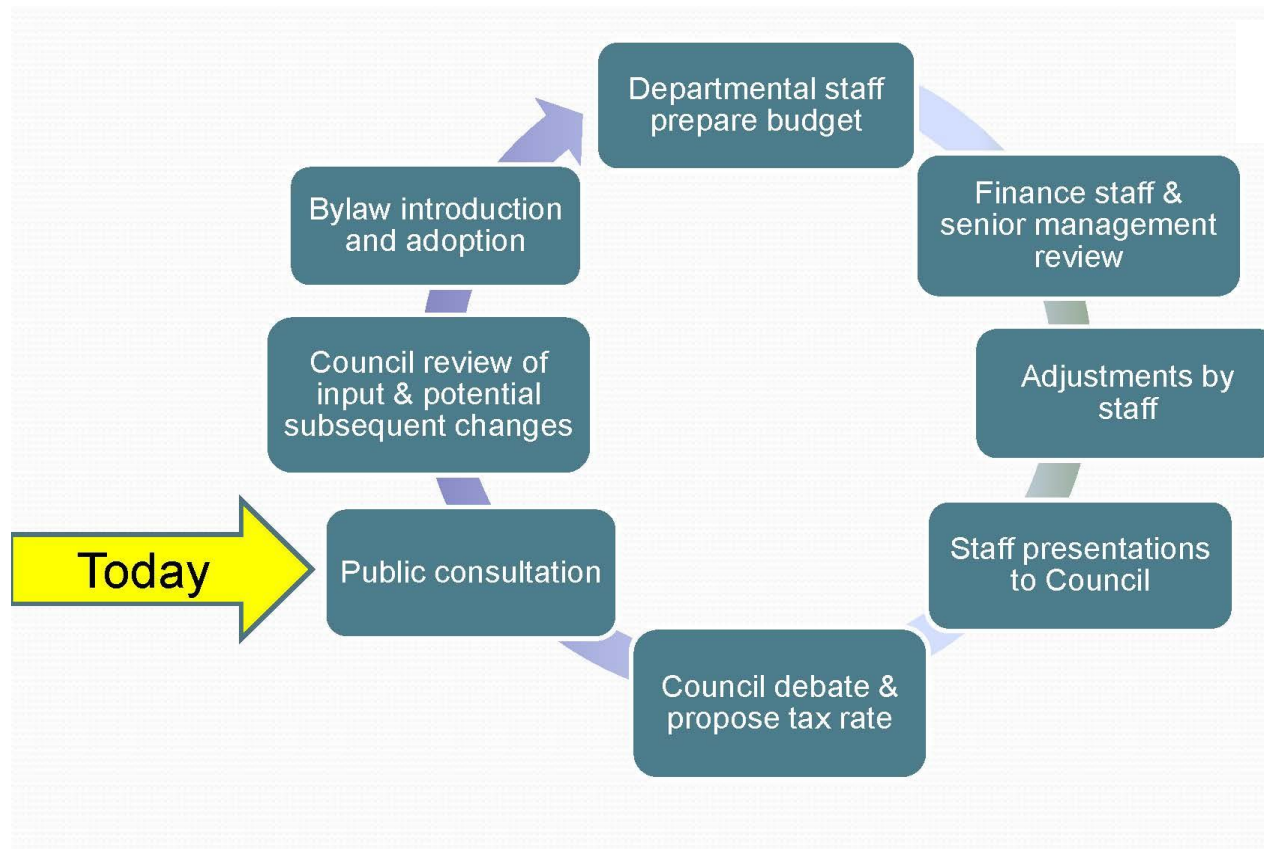 Departmental staff
prepare budget
Finance staff &
senior management
review
Adjustments by
staff
Staff presentations
to Council
Council debate &
propose tax rate
Public consultation
Today
Council review of
input & potential
subsequent changes
Bylaw introduction
and adoption